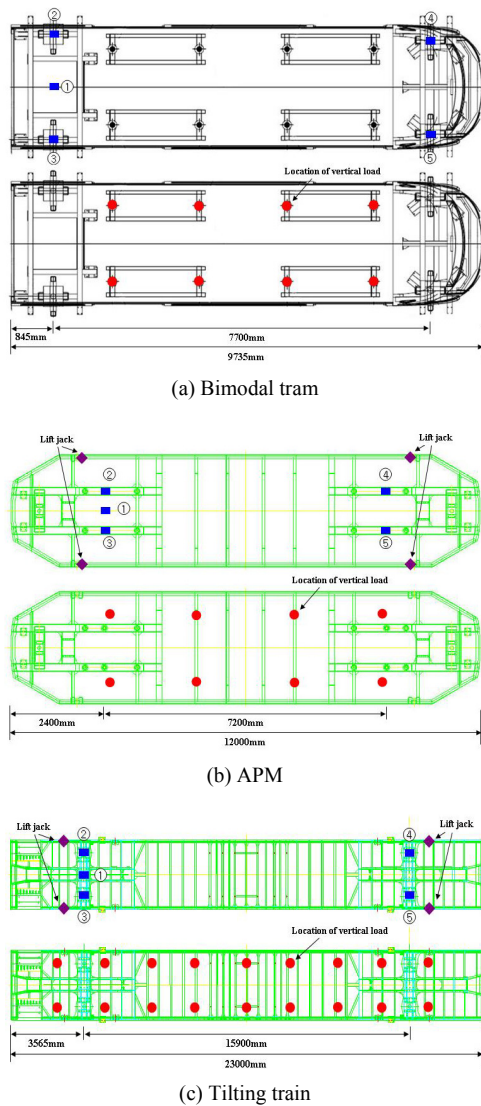 ② ④
①
③ ⑤
Location of vertical load
845mm 7700mm
9735mm
(a) Bimodal tram
Lift jack Lift jack
② ④
①
③ ⑤
Location of vertical load
2400mm 7200mm
12000mm
(b) APM
Lift jack ② ④ Lift jack
①
③ ⑤
Location of vertical load
3565mm 15900mm
23000mm
(c) Tilting train